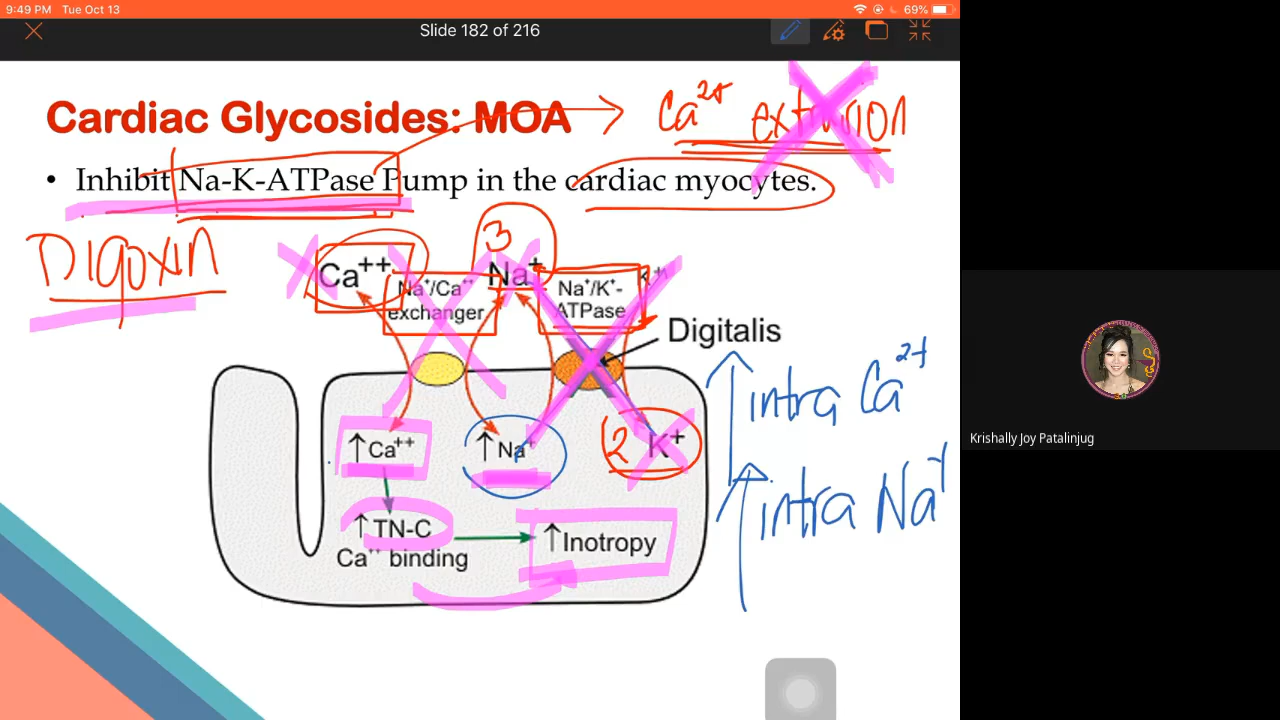 9:49 PM Tue Oct 13
69%
Slide 182 of 216
Cardiac Glycosides: MOA
Ca2+ extrusion
• Inhibit Na-K-ATPase Pump in the cardiac myocytes.
Digoxin
3
Ca++
Na+
K+
Na+/Ca++
exchanger
Na+/K+-
ATPase
Digitalis
↑ intra Ca2+
↑Ca++
↑Na+
2 K+
↑ intra Na+
↑TN-C
Ca++ binding
↑Inotropy
Krishally Joy Patalinjug